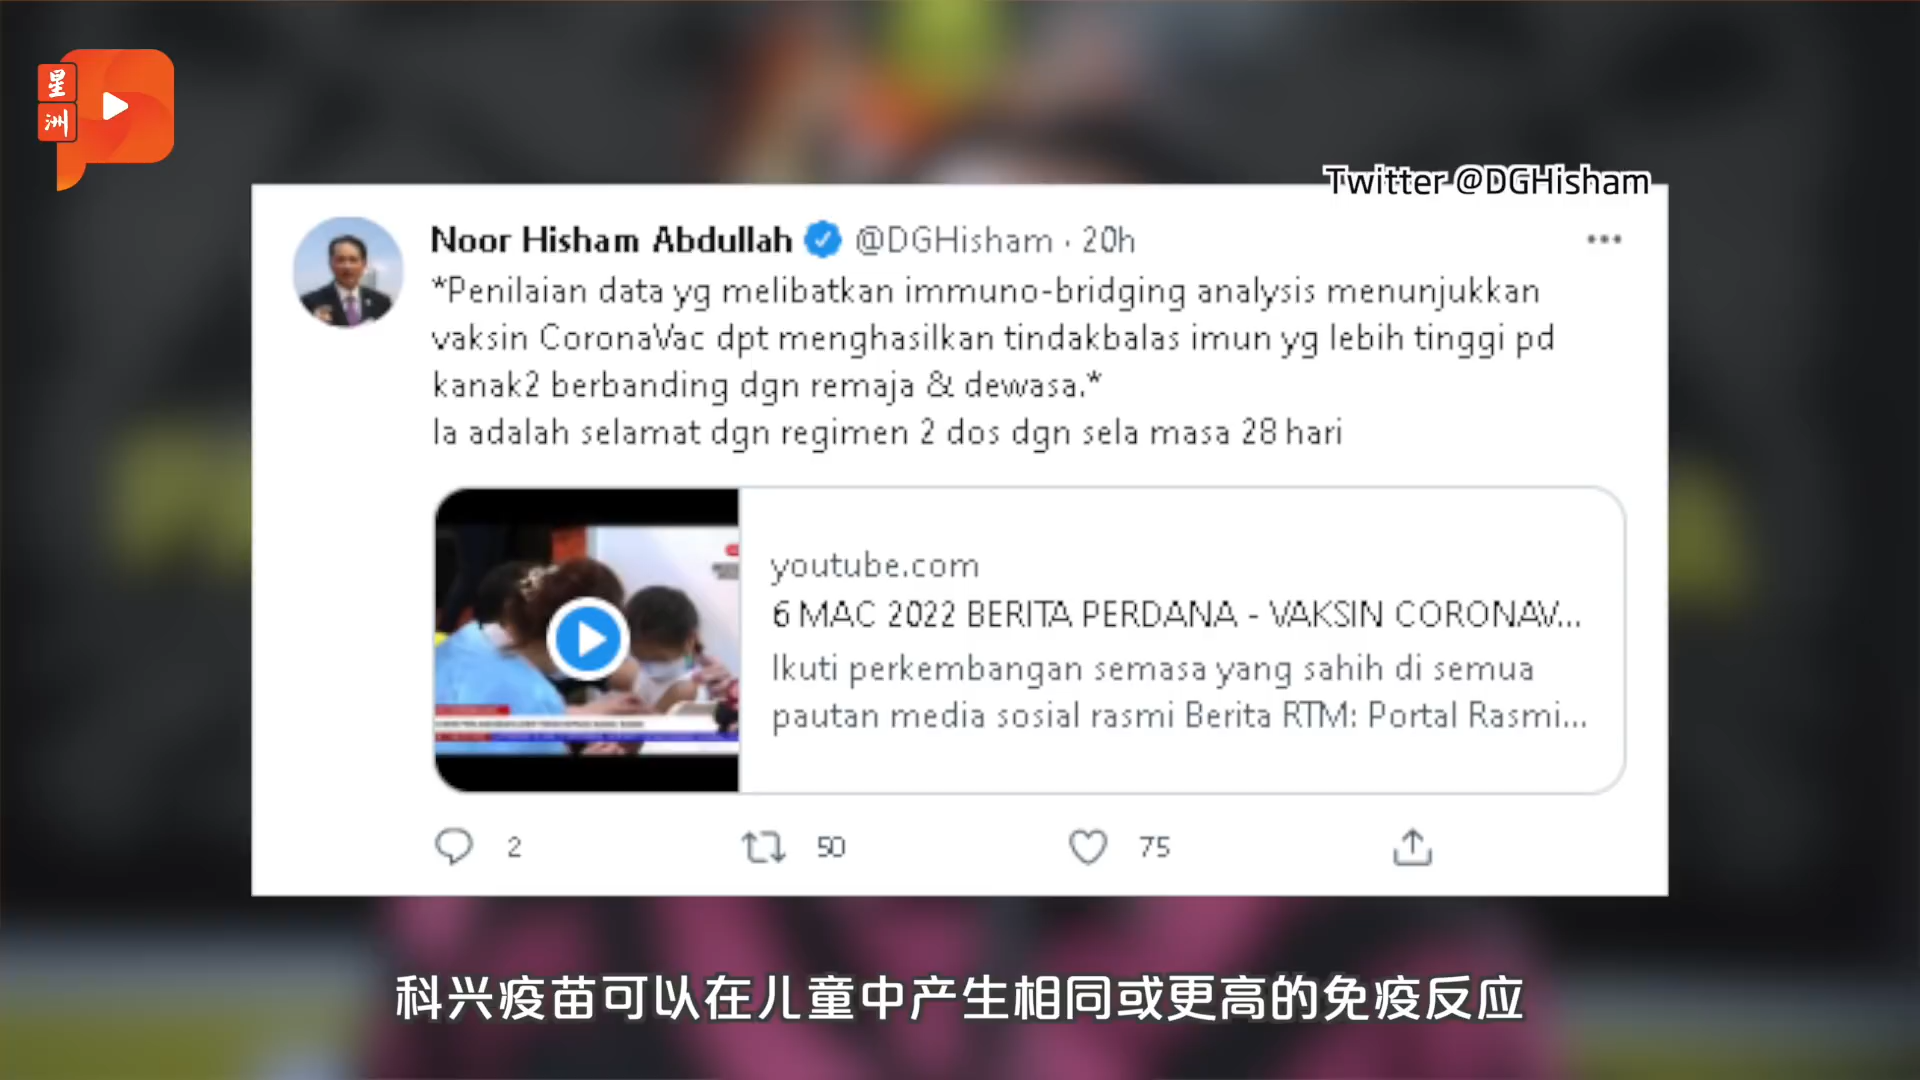 星洲
Twitter @DGHisham
Noor Hisham Abdullah @DGHisham · 20h
*Penilaian data yg melibatkan immuno-bridging analysis menunjukkan
vaksin CoronaVac dpt menghasilkan tindakbalas imun yg lebih tinggi pd
kanak2 berbanding dgn remaja & dewasa.*
Ia adalah selamat dgn regimen 2 dos dgn sela masa 28 hari
youtube.com
6 MAC 2022 BERITA PERDANA - VAKSIN CORONAV...
Ikuti perkembangan semasa yang sahih di semua
pautan media sosial rasmi Berita RTM: Portal Rasmi...
2 50 75
科兴疫苗可以在儿童中产生相同或更高的免疫反应